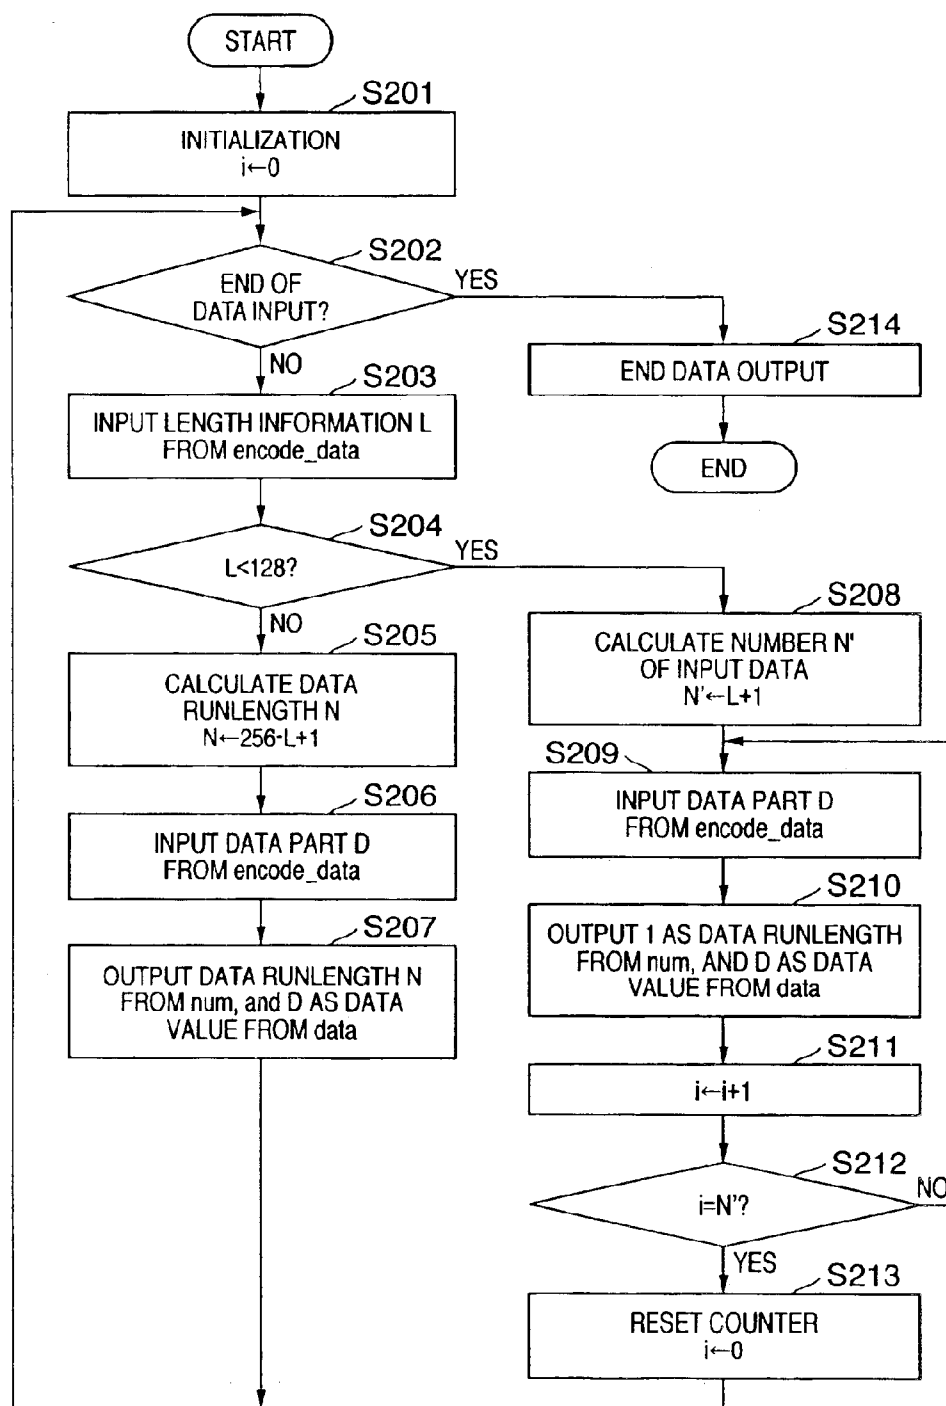 START
S201
INITIALIZATION
i←0
S202
END OF
DATA INPUT?
YES
NO
S214
END DATA OUTPUT
END
S203
INPUT LENGTH INFORMATION L
FROM encode_data
S204
L<128?
YES
NO
S205
CALCULATE DATA
RUNLENGTH N
N←256-L+1
S206
INPUT DATA PART D
FROM encode_data
S207
OUTPUT DATA RUNLENGTH N
FROM num, and D AS DATA
VALUE FROM data
S208
CALCULATE NUMBER N'
OF INPUT DATA
N'←L+1
S209
INPUT DATA PART D
FROM encode_data
S210
OUTPUT 1 AS DATA RUNLENGTH
FROM num, AND D AS DATA
VALUE FROM data
S211
i←i+1
S212
i=N'?
NO
YES
S213
RESET COUNTER
i←0